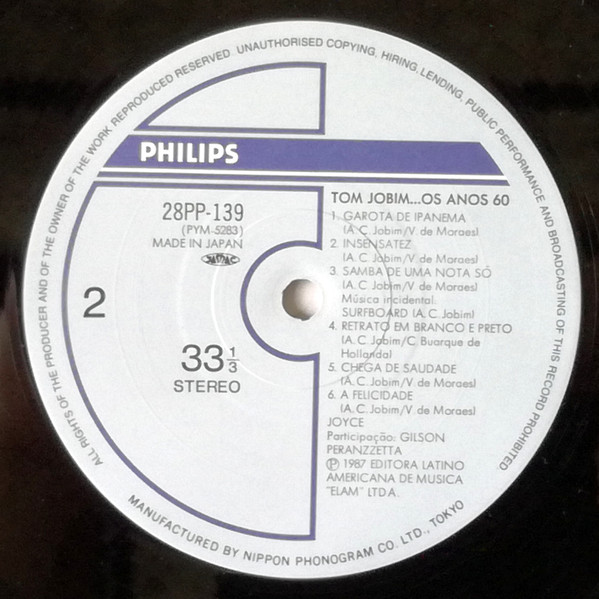 ALL RIGHTS OF THE PRODUCER AND OF THE OWNER OF THE WORK REPRODUCED RESERVED. UNAUTHORISED COPYING, HIRING, LENDING, PUBLIC PERFORMANCE AND BROADCASTING OF THIS RECORD PROHIBITED
PHILIPS
28PP-139
(PYM-5283)
MADE IN JAPAN
JASRAC
2
33 1/3
STEREO
TOM JOBIM...OS ANOS 60
1. GAROTA DE IPANEMA
(A. C. Jobim/V. de Moraes)
2. INSENSATEZ
(A. C. Jobim/V. de Moraes)
3. SAMBA DE UMA NOTA SÓ
(A. C. Jobim/V. de Moraes)
Música incidental:
SURFBOARD (A. C. Jobim)
4. RETRATO EM BRANCO E PRETO
(A. C. Jobim/C. Buarque de
Hollanda)
5. CHEGA DE SAUDADE
(A. C. Jobim/V. de Moraes)
6. A FELICIDADE
(A. C. Jobim/V. de Moraes)
JOYCE
Participação: GILSON
PERANZZETTA
Ⓟ 1987 EDITORA LATINO
AMERICANA DE MUSICA
"ELAM" LTDA.
MANUFACTURED BY NIPPON PHONOGRAM CO. LTD., TOKYO